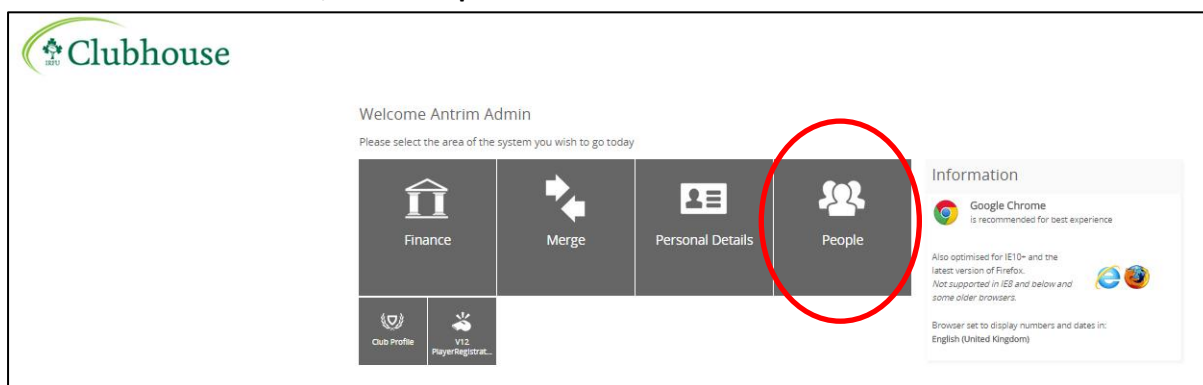 IRFU
Clubhouse
Welcome Antrim Admin
Please select the area of the system you wish to go today
Finance
Merge
Personal Details
People
Club Profile
V12
PlayerRegistrat...
Information
Google Chrome
is recommended for best experience
Also optimised for IE10+ and the
latest version of Firefox.
Not supported in IE8 and below and
some older browsers.
Browser set to display numbers and dates in:
English (United Kingdom)